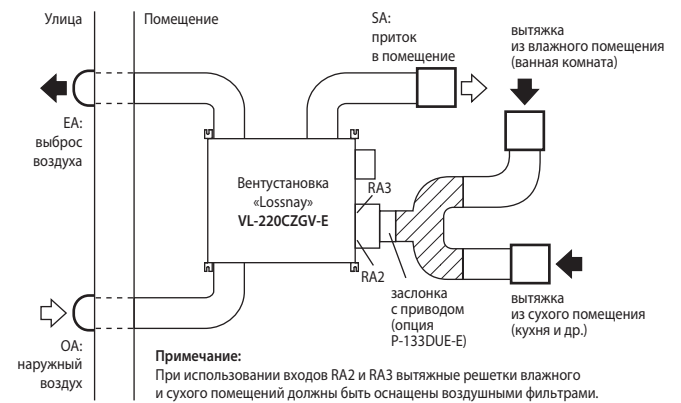 Улица
Помещение
SA:
приток
в помещение
вытяжка
из влажного помещения
(ванная комната)
EA:
выброс
воздуха
Вентустановка
«Lossnay»
VL-220CZGV-E
RA3
RA2
заслонка
с приводом
(опция
P-133DUE-E)
вытяжка
из сухого помещения
(кухня и др.)
OA:
наружный
воздух
Примечание:
При использовании входов RA2 и RA3 вытяжные решетки влажного
и сухого помещений должны быть оснащены воздушными фильтрами.